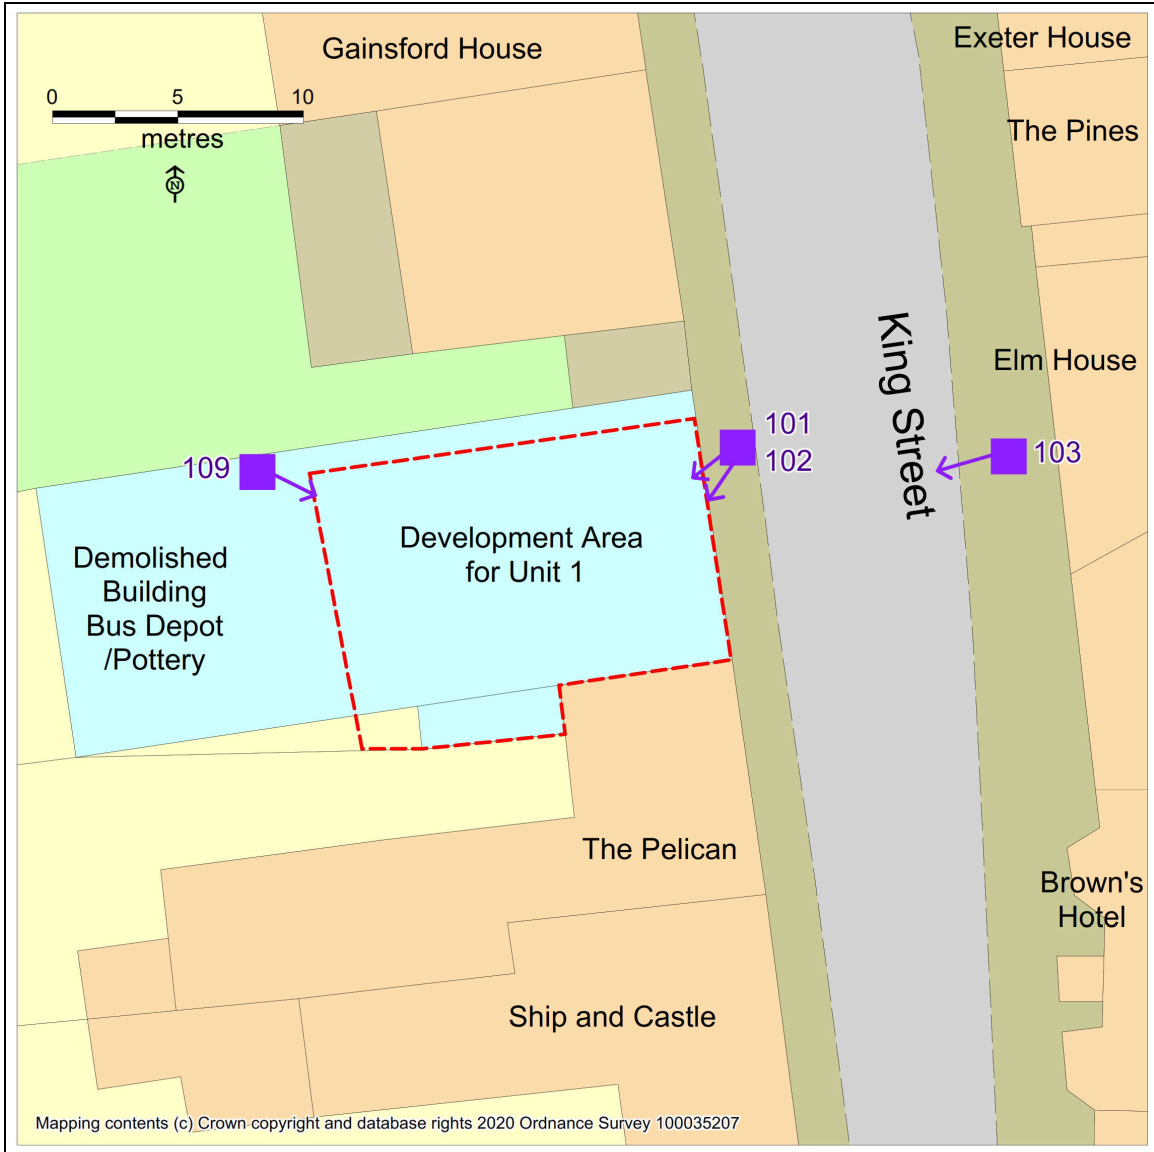 Gainsford House
Exeter House
0 5 10
metres
N
The Pines
King Street
Elm House
101
102
103
109
Development Area
for Unit 1
Demolished
Building
Bus Depot
/Pottery
The Pelican
Brown's
Hotel
Ship and Castle
Mapping contents (c) Crown copyright and database rights 2020 Ordnance Survey 100035207